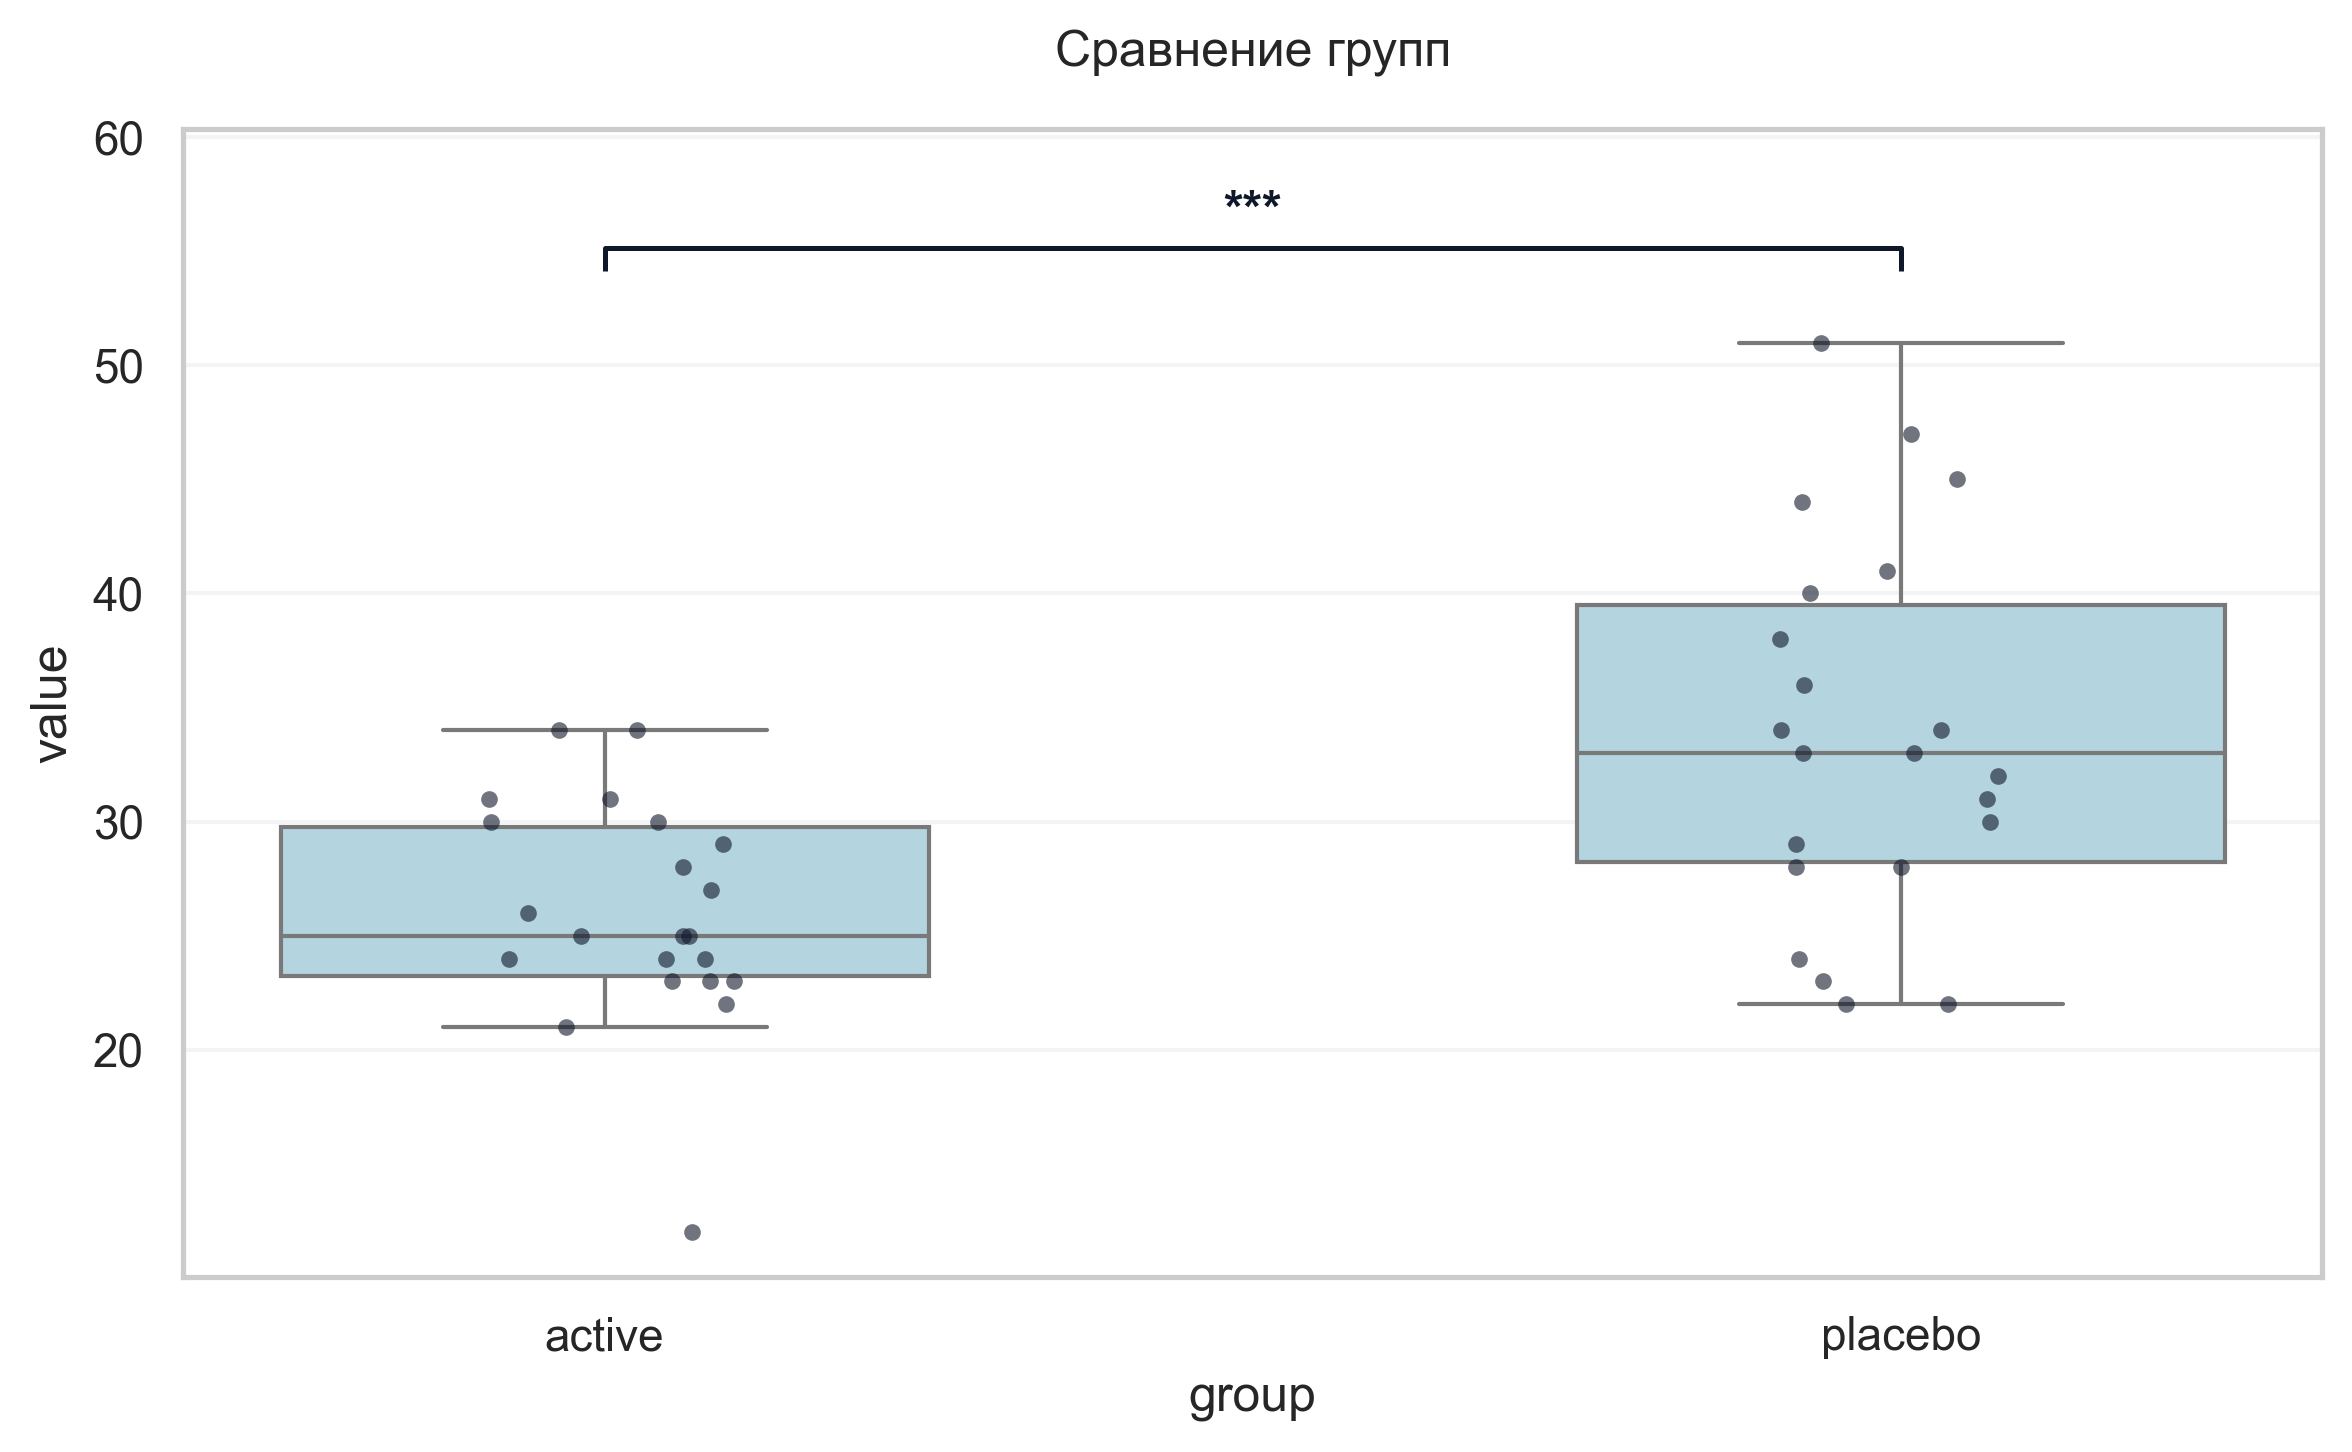 Сравнение групп
60
***
50
40
30
20
value
active
placebo
group